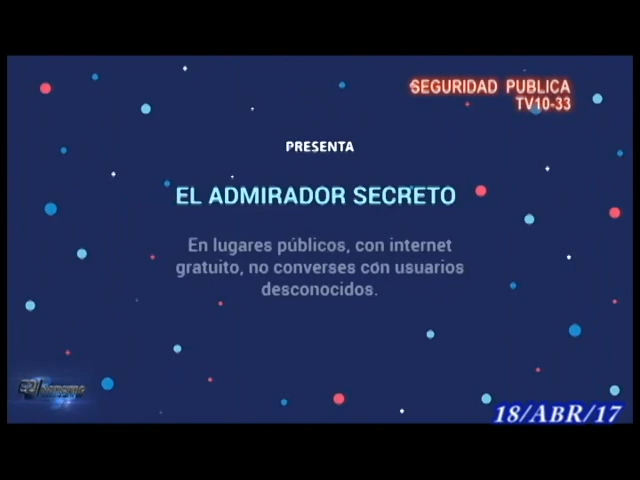 SEGURIDAD PUBLICA
TV10-33
PRESENTA
EL ADMIRADOR SECRETO
En lugares públicos, con internet
gratuito, no converses con usuarios
desconocidos.
18/ABR/17